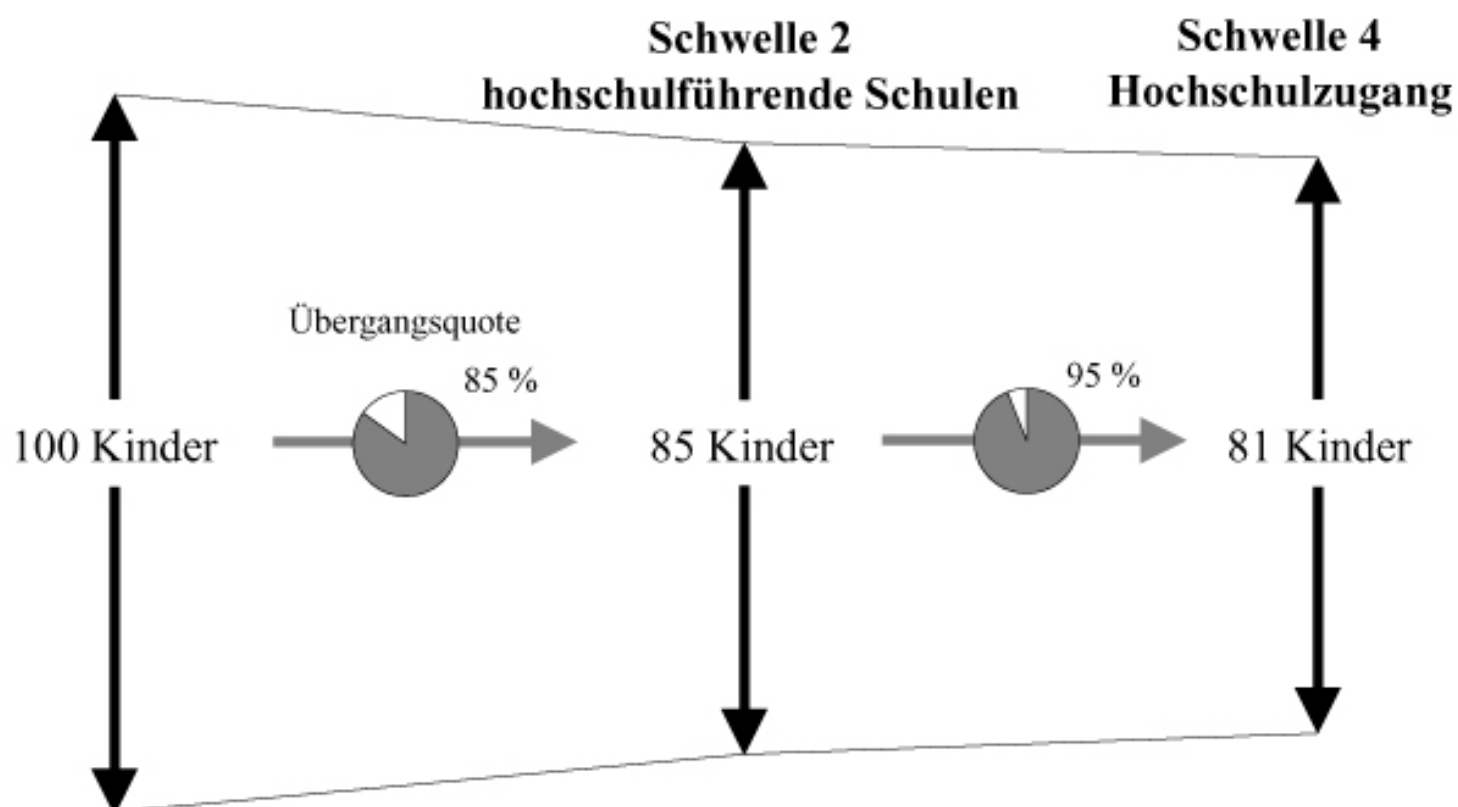 Schwelle 2
hochschulführende Schulen
Schwelle 4
Hochschulzugang
Übergangsquote
85 %
95 %
100 Kinder
85 Kinder
81 Kinder